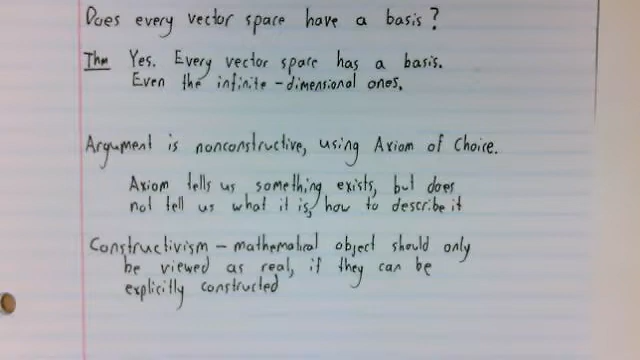 Does every vector space have a basis?
Thm Yes. Every vector space has a basis.
Even the infinite-dimensional ones.
Argument is nonconstructive, using Axiom of Choice.
Axiom tells us something exists, but does
not tell us what it is, how to describe it
Constructivism - mathematical object should only
be viewed as real, if they can be
explicitly constructed